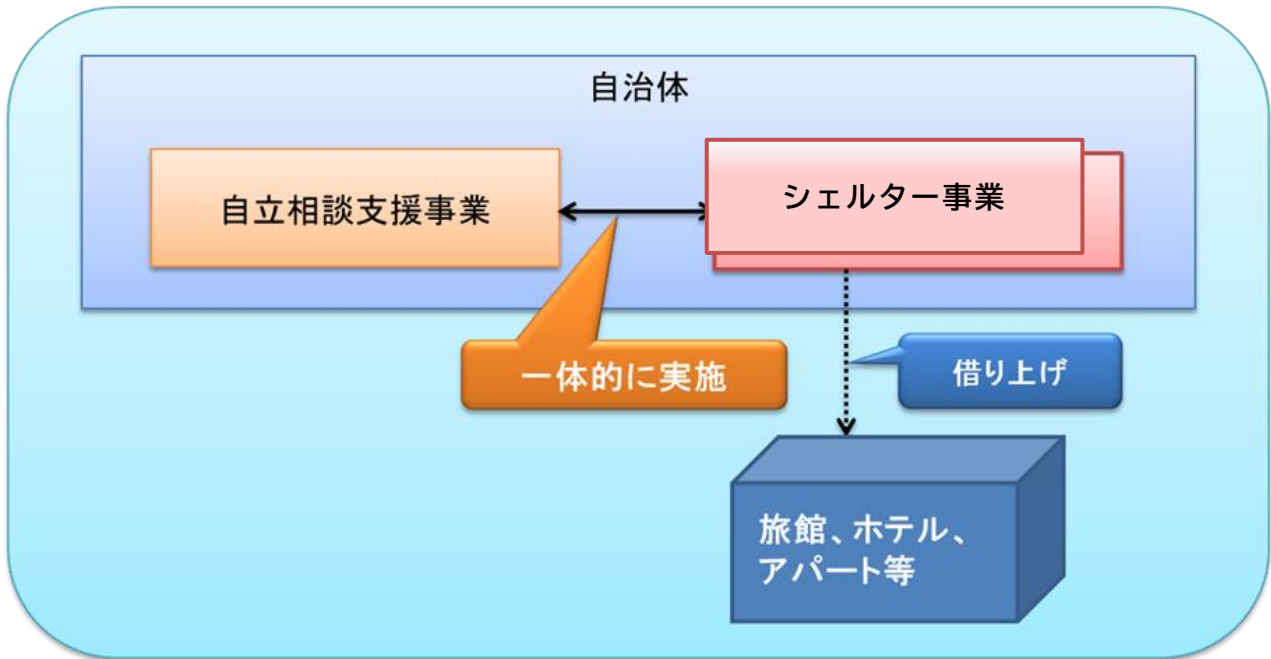 自治体
自立相談支援事業
シェルター事業
一体的に実施
借り上げ
旅館、ホテル、
アパート等